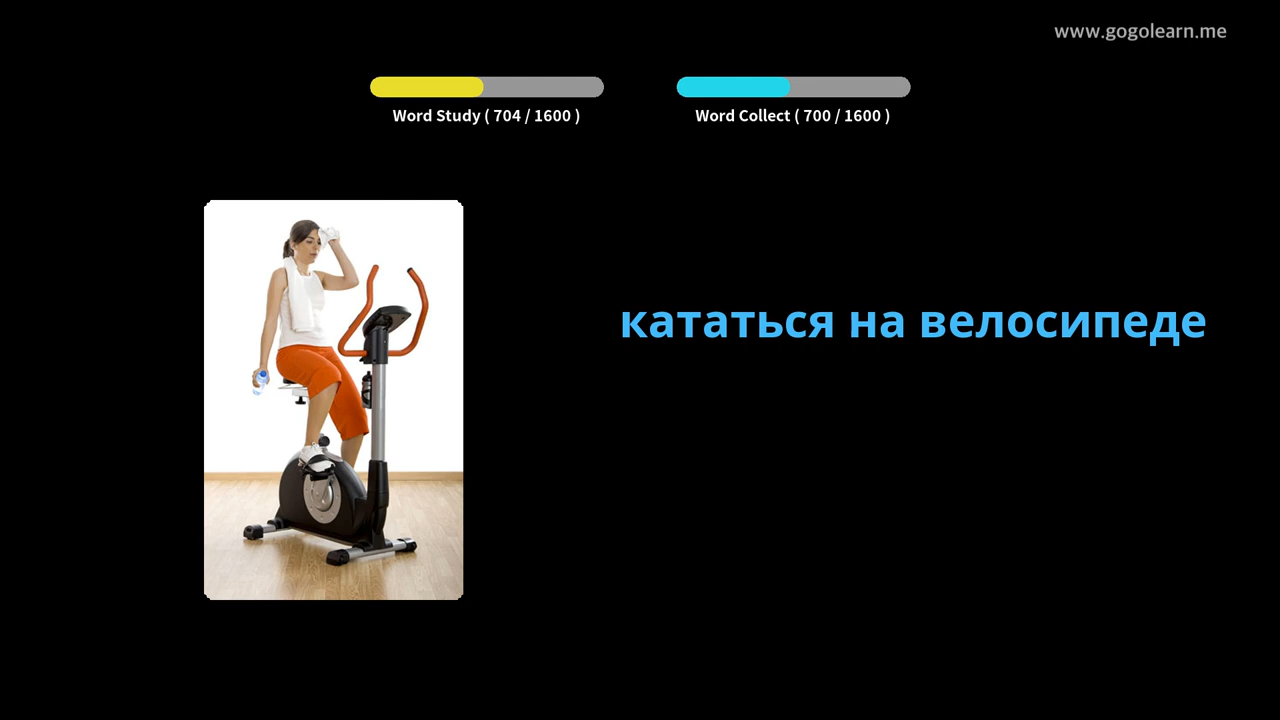 www.gogolearn.me
Word Study ( 704 / 1600 )
Word Collect ( 700 / 1600 )
кататься на велосипеде